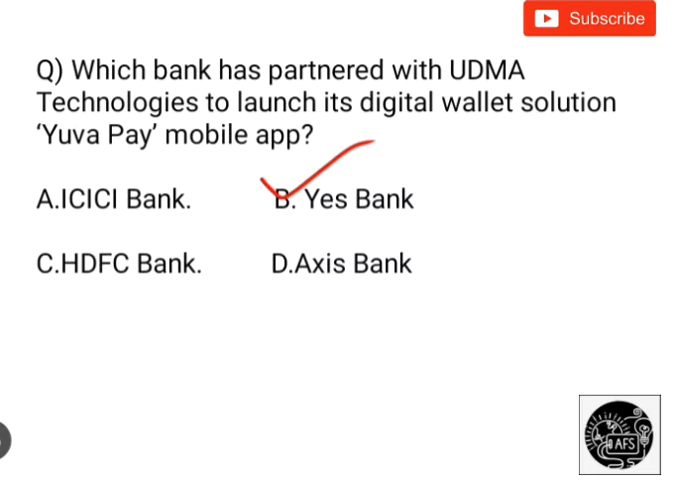 Subscribe
Q) Which bank has partnered with UDMA
Technologies to launch its digital wallet solution
‘Yuva Pay’ mobile app?
A.ICICI Bank.
B. Yes Bank
C.HDFC Bank.
D.Axis Bank
AFS